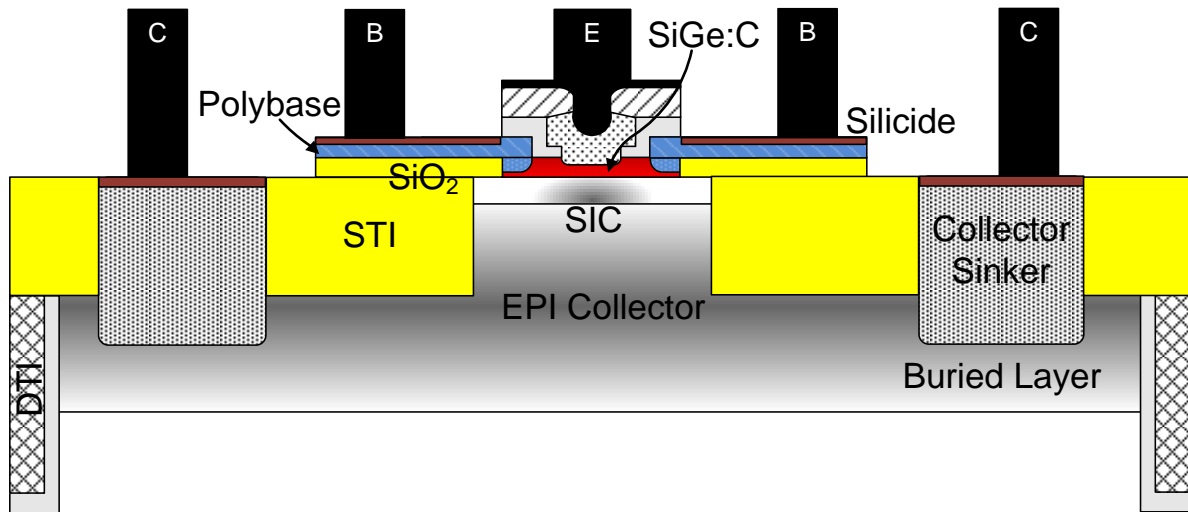 C
B
E
SiGe:C
B
C
Polybase
Silicide
SiO₂
STI
SIC
Collector
Sinker
EPI Collector
Buried Layer
DTI